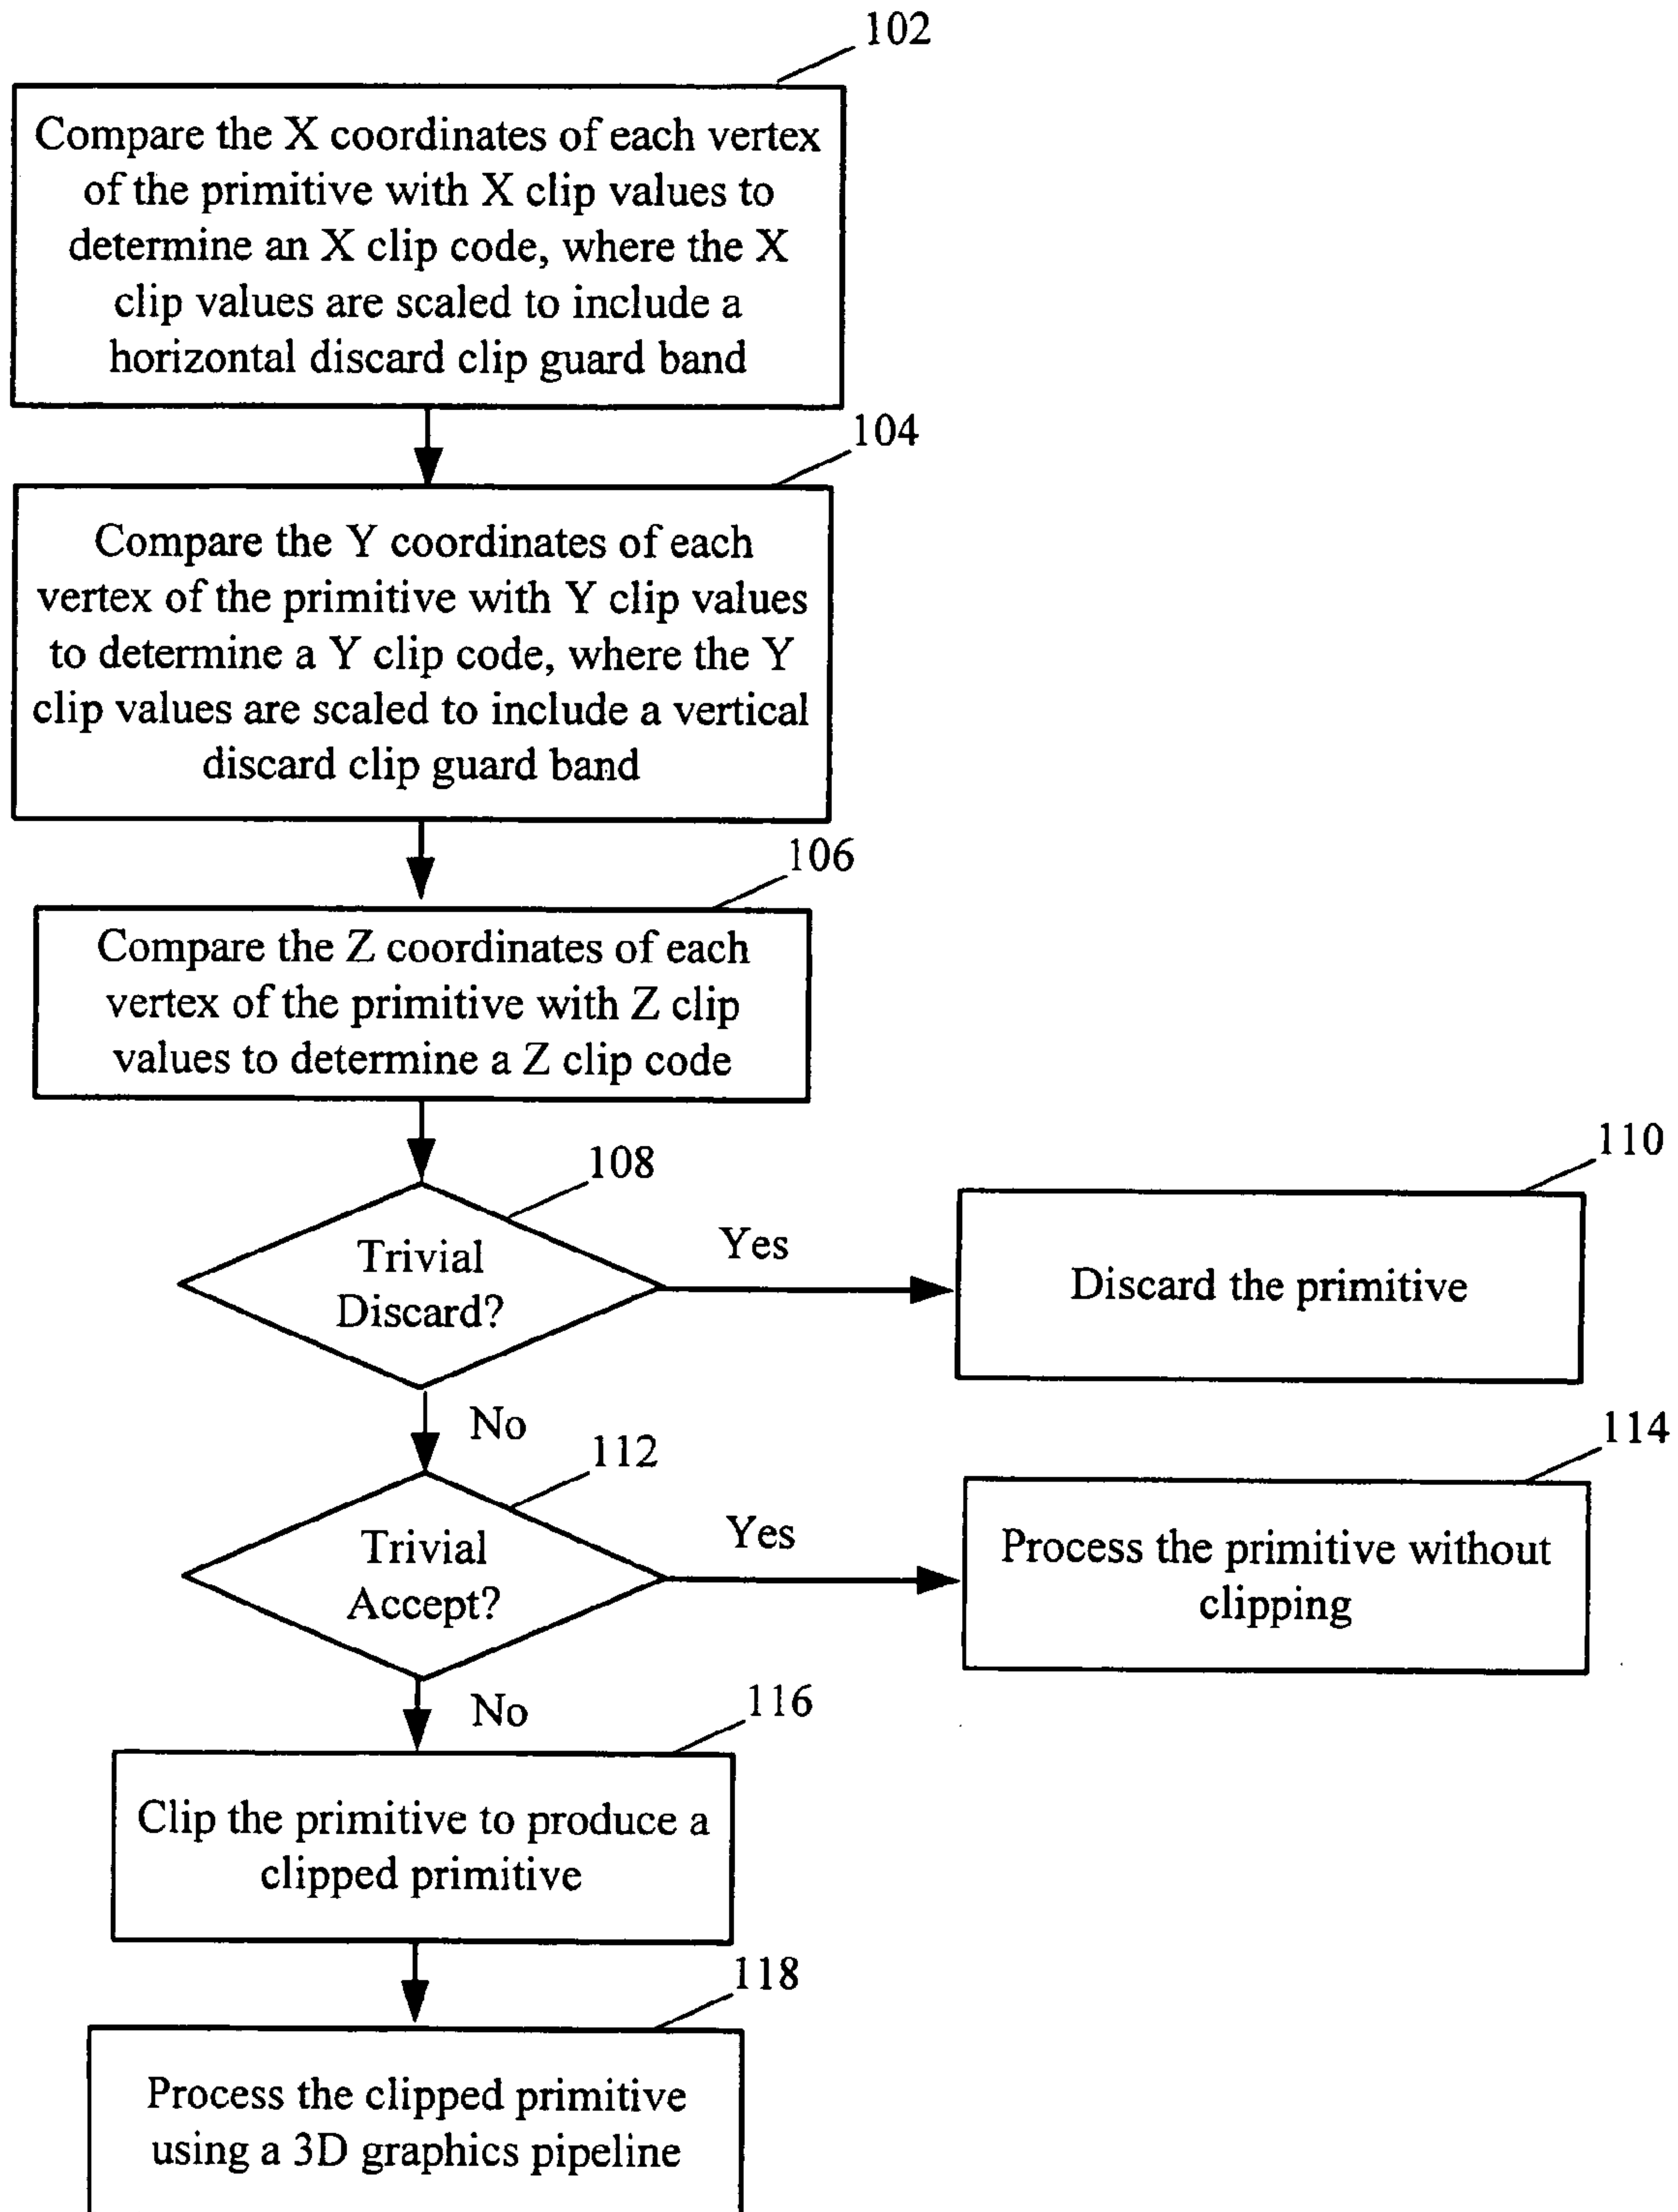 102
Compare the X coordinates of each vertex
of the primitive with X clip values to
determine an X clip code, where the X
clip values are scaled to include a
horizontal discard clip guard band
104
Compare the Y coordinates of each
vertex of the primitive with Y clip values
to determine a Y clip code, where the Y
clip values are scaled to include a vertical
discard clip guard band
106
Compare the Z coordinates of each
vertex of the primitive with Z clip
values to determine a Z clip code
108
Trivial
Discard?
Yes
110
Discard the primitive
No
112
Trivial
Accept?
Yes
114
Process the primitive without
clipping
No
116
Clip the primitive to produce a
clipped primitive
118
Process the clipped primitive
using a 3D graphics pipeline